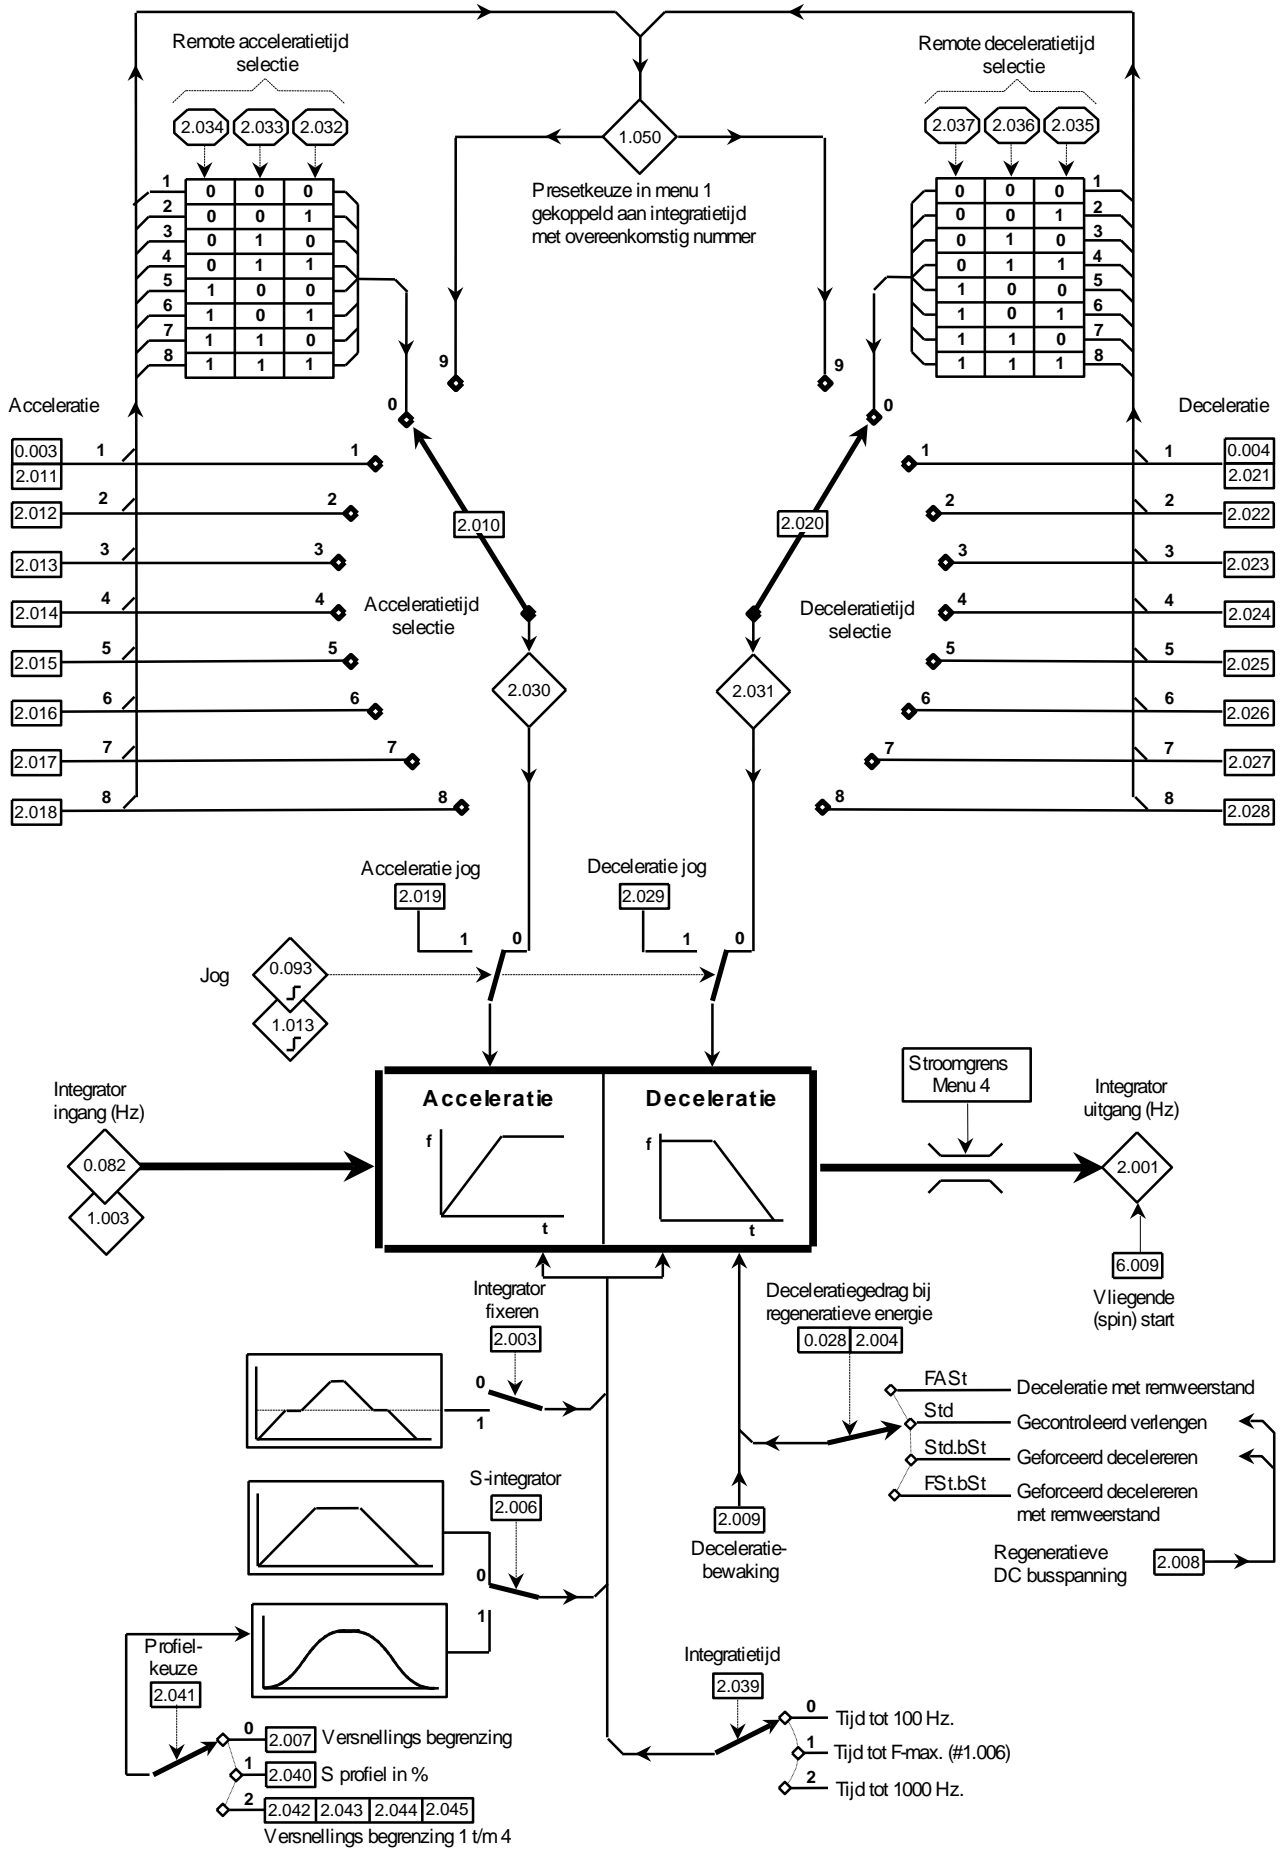 Remote acceleratietijd
selectie
2.034 2.033 2.032
1 0 0 0
2 0 0 1
3 0 1 0
4 0 1 1
5 1 0 0
6 1 0 1
7 1 1 0
8 1 1 1
1.050
Presetkeuze in menu 1
gekoppeld aan integratietijd
met overeenkomstig nummer
Remote deceleratietijd
selectie
2.037 2.036 2.035
0 0 0 1
0 0 1 2
0 1 0 3
0 1 1 4
1 0 0 5
1 0 1 6
1 1 0 7
1 1 1 8
9
9
0
0
Acceleratie
0.003 1 1
2.011
2.012 2 2
2.013 3 3
2.014 4 4
2.015 5 5
2.016 6 6
2.017 7 7
2.018 8 8
2.010
Acceleratietijd
selectie
2.030
Deceleratie
1 1 0.004
2.021
2 2 2.022
3 3 2.023
4 4 2.024
5 5 2.025
6 6 2.026
7 7 2.027
8 8 2.028
2.020
Deceleratietijd
selectie
2.031
Acceleratie jog
2.019
1 0
Deceleratie jog
2.029
1 0
Jog
0.093
1.013
Integrator
ingang (Hz)
0.082
1.003
Acceleratie
f
t
Deceleratie
f
t
Stroomgrens
Menu 4
Integrator
uitgang (Hz)
2.001
6.009
Vliegende
(spin) start
Integrator
fixeren
2.003
0
1
S-integrator
2.006
0
1
Deceleratiegedrag bij
regeneratieve energie
0.028 2.004
FASt Deceleratie met remweerstand
Std Gecontroleerd verlengen
Std.bSt Geforceerd decelereren
FSt.bSt Geforceerd decelereren
met remweerstand
2.009
Deceleratie-
bewaking
Regeneratieve
DC busspanning
2.008
Profiel-
keuze
2.041
0 2.007 Versnellings begrenzing
1 2.040 S profiel in %
2 2.042 2.043 2.044 2.045
Versnellings begrenzing 1 t/m 4
Integratietijd
2.039
0 Tijd tot 100 Hz.
1 Tijd tot F-max. (#1.006)
2 Tijd tot 1000 Hz.